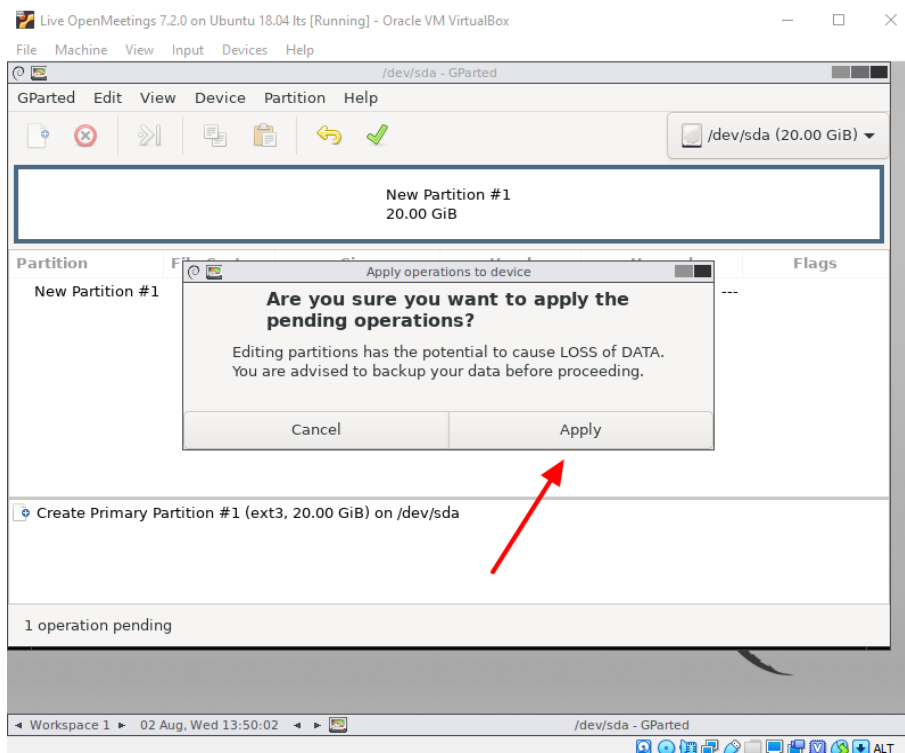 Live OpenMeetings 7.2.0 on Ubuntu 18.04 lts [Running] - Oracle VM VirtualBox
File Machine View Input Devices Help
/dev/sda - GParted
GParted Edit View Device Partition Help
/dev/sda (20.00 GiB)
New Partition #1
20.00 GiB
Partition Flags
New Partition #1 ---
Apply operations to device
Are you sure you want to apply the
pending operations?
Editing partitions has the potential to cause LOSS of DATA.
You are advised to backup your data before proceeding.
Cancel Apply
Create Primary Partition #1 (ext3, 20.00 GiB) on /dev/sda
1 operation pending
Workspace 1 02 Aug, Wed 13:50:02 /dev/sda - GParted
ALT